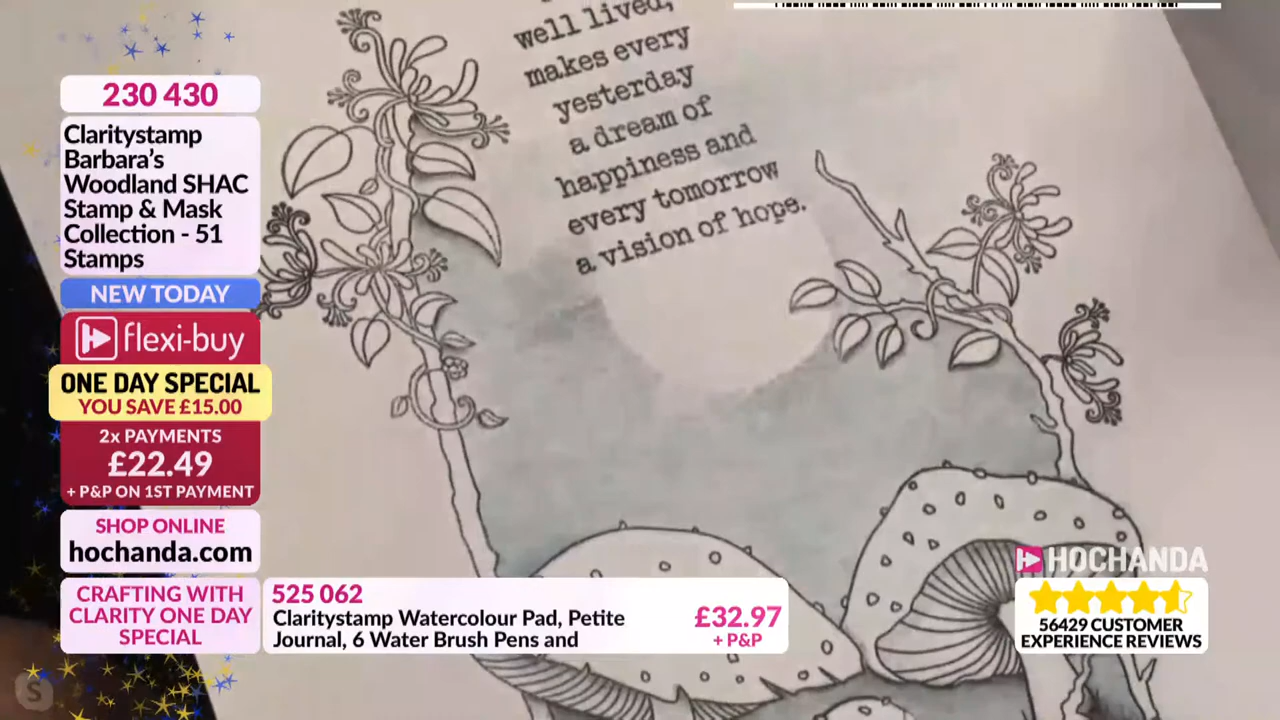 well lived,
makes every
yesterday
a dream of
happiness and
every tomorrow
a vision of hope.
230 430
Claritystamp
Barbara's
Woodland SHAC
Stamp & Mask
Collection - 51
Stamps
NEW TODAY
flexi-buy
ONE DAY SPECIAL
YOU SAVE £15.00
2x PAYMENTS
£22.49
+ P&P ON 1ST PAYMENT
SHOP ONLINE
hochanda.com
CRAFTING WITH
CLARITY ONE DAY
SPECIAL
525 062
Claritystamp Watercolour Pad, Petite
Journal, 6 Water Brush Pens and
£32.97
+ P&P
HOCHANDA
56429 CUSTOMER
EXPERIENCE REVIEWS
S